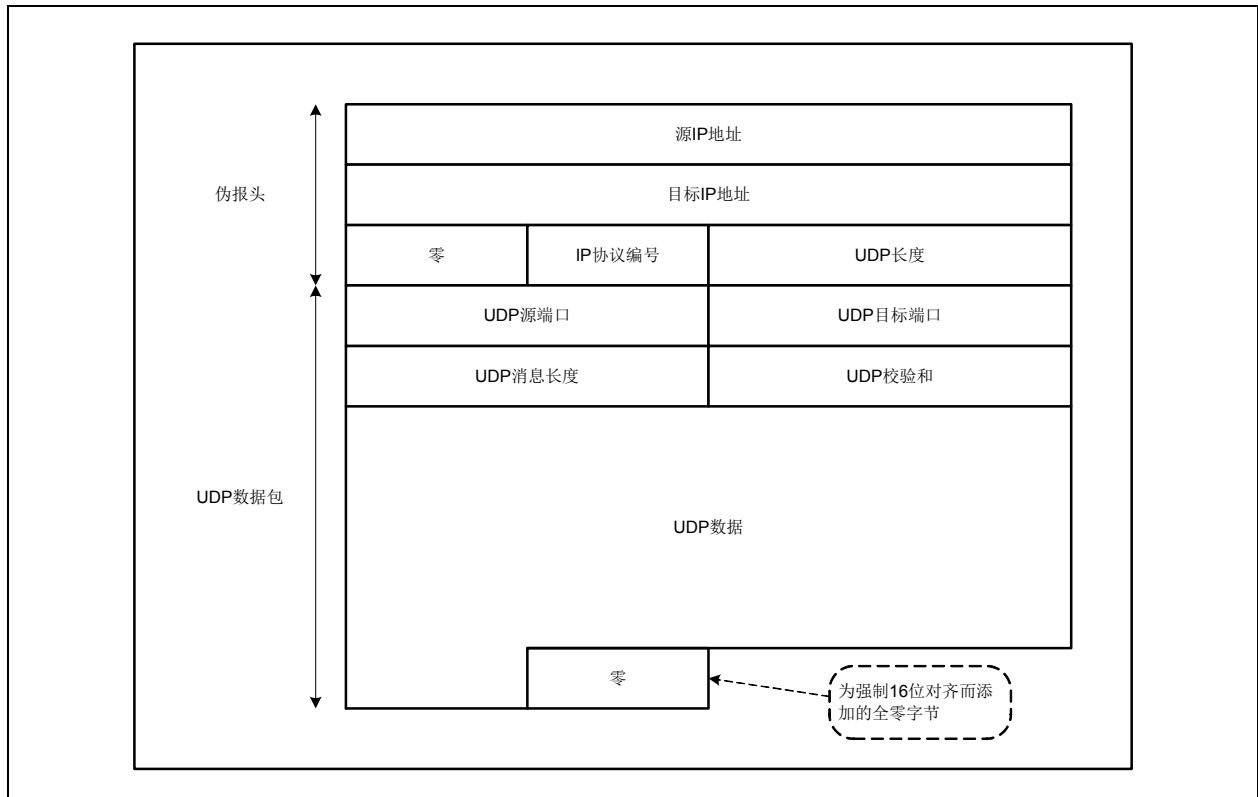 源IP地址
伪报头
目标IP地址
零
IP协议编号
UDP长度
UDP源端口
UDP目标端口
UDP消息长度
UDP校验和
UDP数据包
UDP数据
零
为强制16位对齐而添
加的全零字节